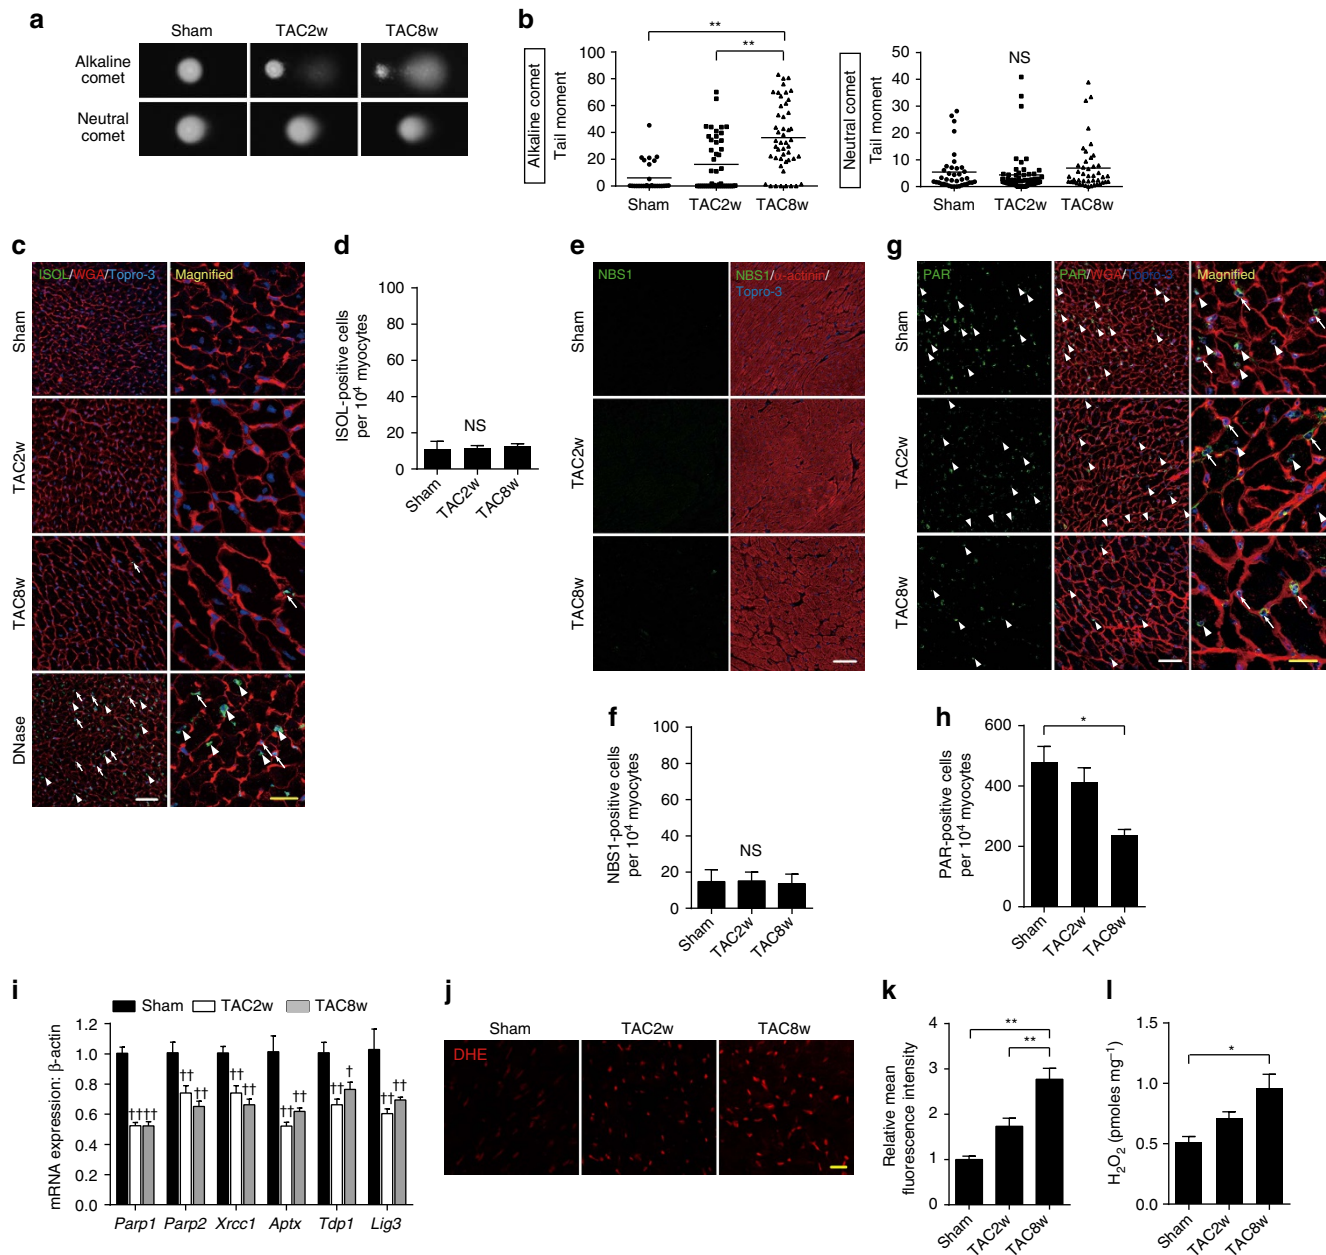 a
Sham TAC2w TAC8w
Alkaline comet
Neutral comet
b
Alkaline comet
Tail moment
100
80
60
40
20
0
** 
**
Sham TAC2w TAC8w
Neutral comet
Tail moment
50
40
30
20
10
0
NS
Sham TAC2w TAC8w
c
ISOL/WGA/Topro-3 Magnified
Sham
TAC2w
TAC8w
DNase
d
ISOL-positive cells per 10⁴ myocytes
100
80
60
40
20
0
NS
Sham TAC2w TAC8w
e
NBS1 NBS1/α-actinin/Topro-3
Sham
TAC2w
TAC8w
f
NBS1-positive cells per 10⁴ myocytes
100
80
60
40
20
0
NS
Sham TAC2w TAC8w
g
PAR PAR/WGA/Topro-3 Magnified
Sham
TAC2w
TAC8w
h
PAR-positive cells per 10⁴ myocytes
600
400
200
0
*
Sham TAC2w TAC8w
i
Sham TAC2w TAC8w
mRNA expression: β-actin
1.2
1.0
0.8
0.6
0.4
0.2
0.0
†† †† †† †† †† †† †† †† †† † †† ††
Parp1 Parp2 Xrcc1 Aptx Tdp1 Lig3
j
Sham TAC2w TAC8w
DHE
k
Relative mean fluorescence intensity
4
3
2
1
0
**
**
Sham TAC2w TAC8w
l
H₂O₂ (pmoles mg⁻¹)
1.5
1.0
0.5
0.0
*
Sham TAC2w TAC8w